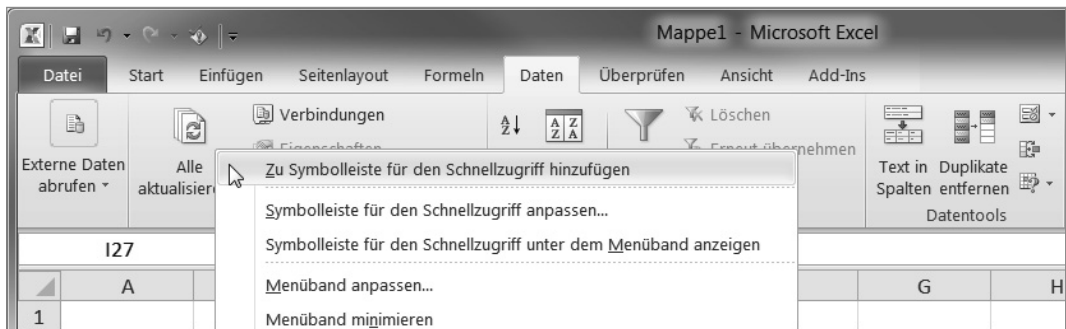 Mappe1 - Microsoft Excel
Datei Start Einfügen Seitenlayout Formeln Daten Überprüfen Ansicht Add-Ins
Verbindungen
Löschen
Externe Daten abrufen
Alle
Text in Spalten
Duplikate entfernen
Datentools
Zu Symbolleiste für den Schnellzugriff hinzufügen
Symbolleiste für den Schnellzugriff anpassen...
Symbolleiste für den Schnellzugriff unter dem Menüband anzeigen
Menüband anpassen...
Menüband minimieren
I27
A G H
1